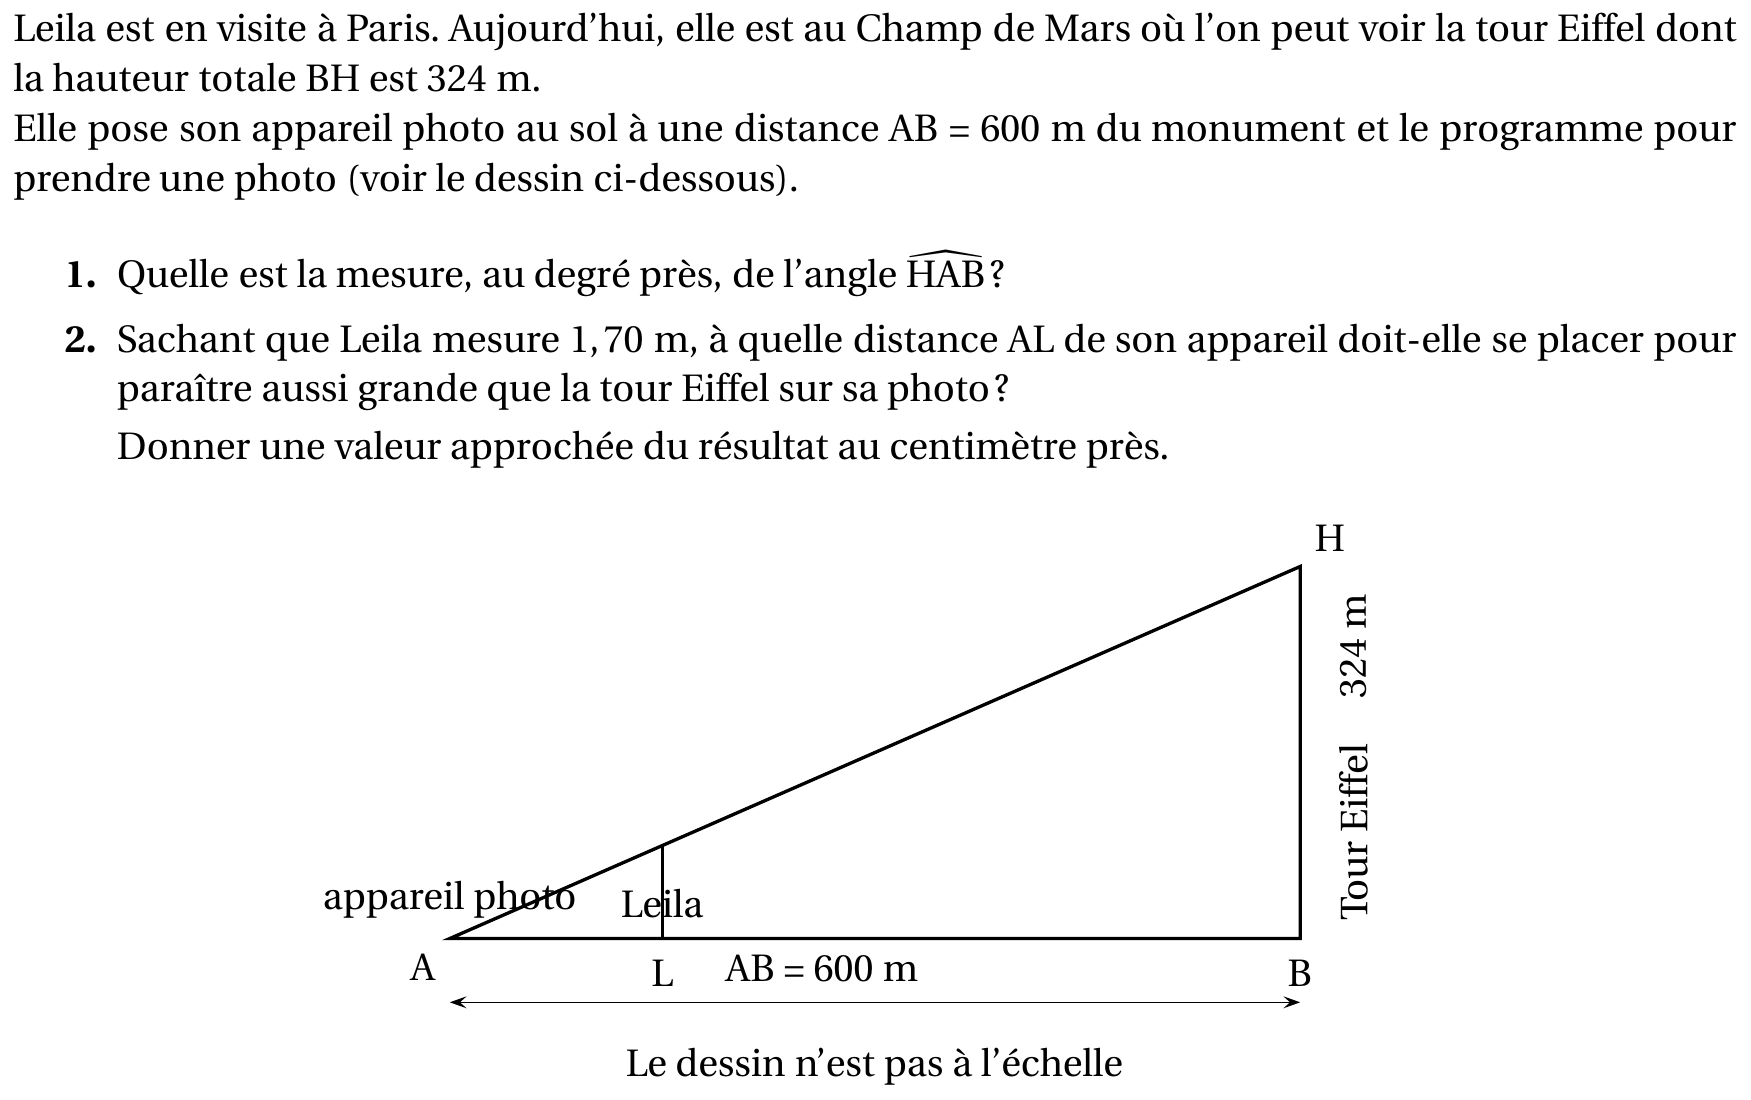 Leila est en visite à Paris. Aujourd’hui, elle est au Champ de Mars où l’on peut voir la tour Eiffel dont
la hauteur totale BH est 324 m.
Elle pose son appareil photo au sol à une distance AB = 600 m du monument et le programme pour
prendre une photo (voir le dessin ci-dessous).
1. Quelle est la mesure, au degré près, de l’angle \widehat{HAB} ?
2. Sachant que Leila mesure 1,70 m, à quelle distance AL de son appareil doit-elle se placer pour
paraître aussi grande que la tour Eiffel sur sa photo ?
Donner une valeur approchée du résultat au centimètre près.
H
Tour Eiffel 324 m
appareil photo
Leila
A
L
AB = 600 m
B
Le dessin n’est pas à l’échelle